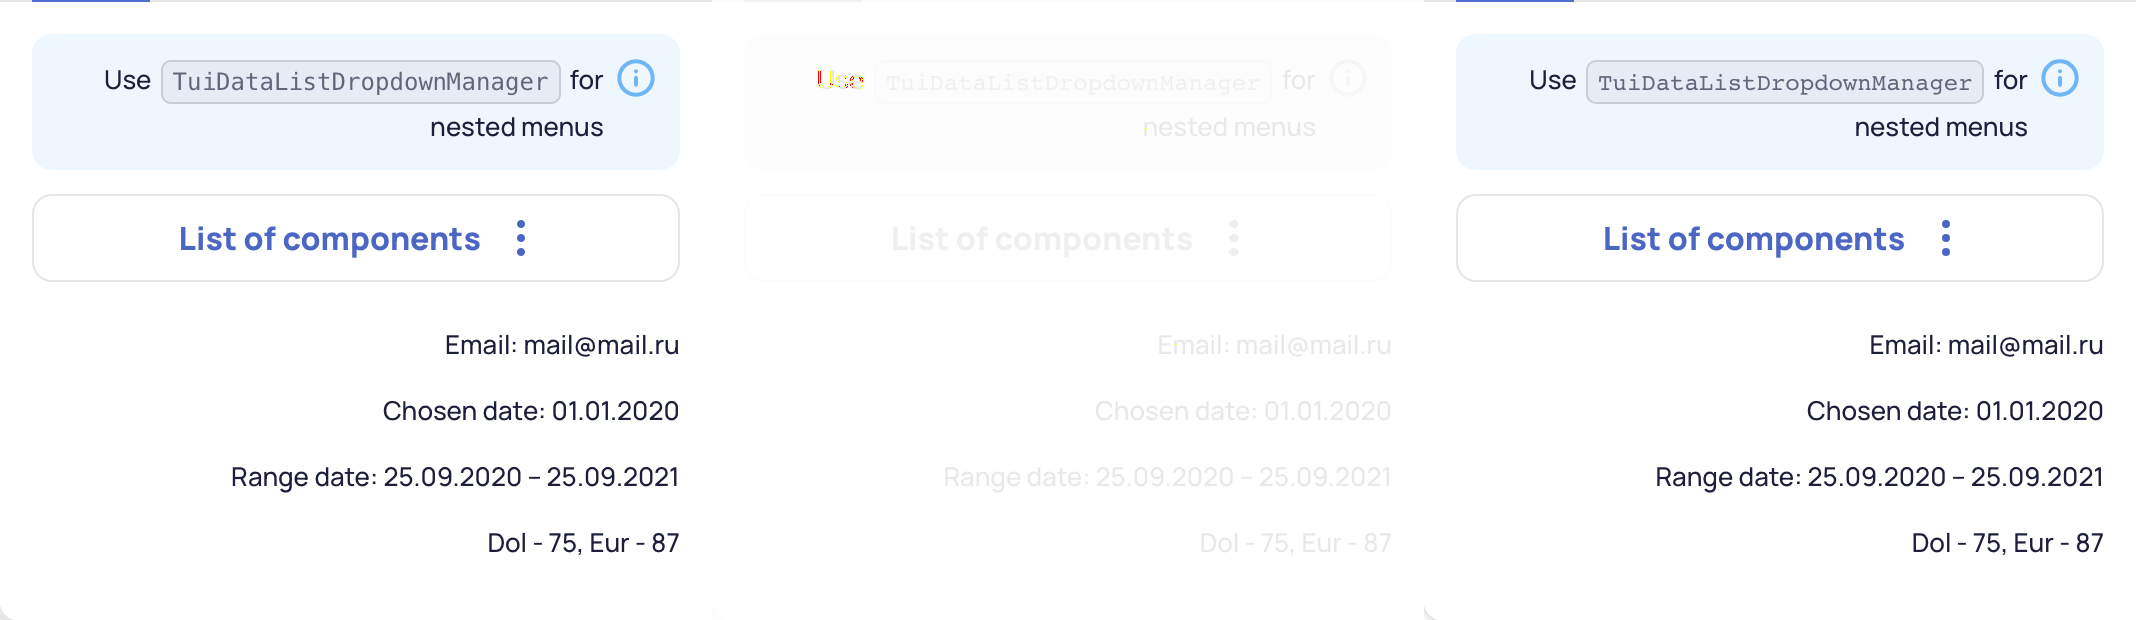 Use TuiDataListDropdownManager for
nested menus
List of components
Email: mail@mail.ru
Chosen date: 01.01.2020
Range date: 25.09.2020 – 25.09.2021
Dol - 75, Eur - 87
Use TuiDataListDropdownManager for
nested menus
List of components
Email: mail@mail.ru
Chosen date: 01.01.2020
Range date: 25.09.2020 – 25.09.2021
Dol - 75, Eur - 87
Use TuiDataListDropdownManager for
nested menus
List of components
Email: mail@mail.ru
Chosen date: 01.01.2020
Range date: 25.09.2020 – 25.09.2021
Dol - 75, Eur - 87